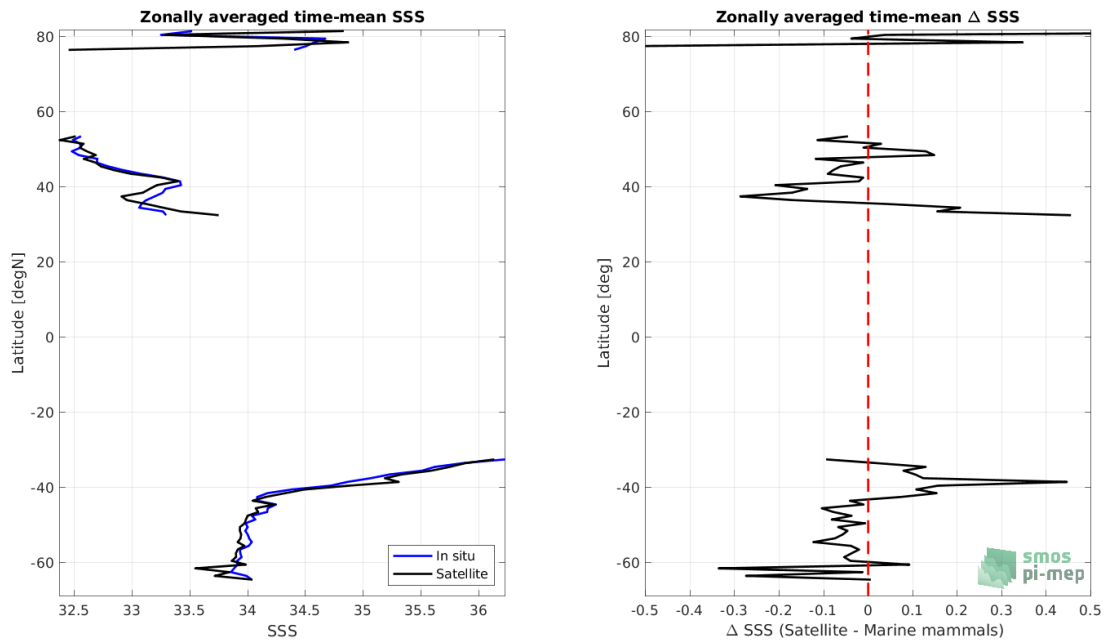 Zonally averaged time-mean SSS
80
60
40
20
0
-20
-40
-60
Latitude [degN]
32.5 33 33.5 34 34.5 35 35.5 36
SSS
In situ
Satellite
Zonally averaged time-mean Δ SSS
80
60
40
20
0
-20
-40
-60
Latitude [deg]
-0.5 -0.4 -0.3 -0.2 -0.1 0 0.1 0.2 0.3 0.4 0.5
Δ SSS (Satellite - Marine mammals)
smos
pi-mep